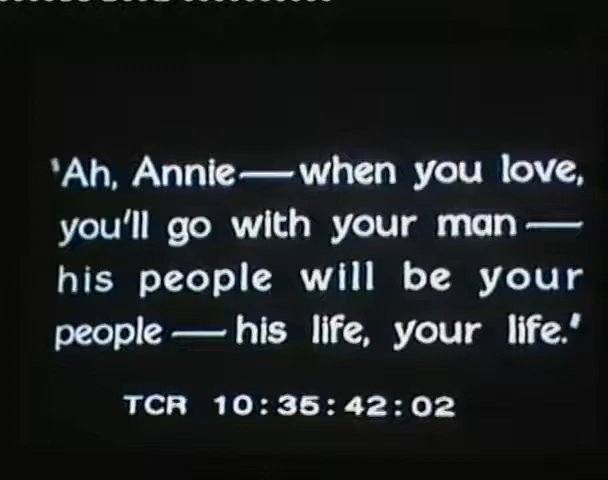 'Ah, Annie—when you love,
you'll go with your man—
his people will be your
people—his life, your life.'
TCR 10:35:42:02